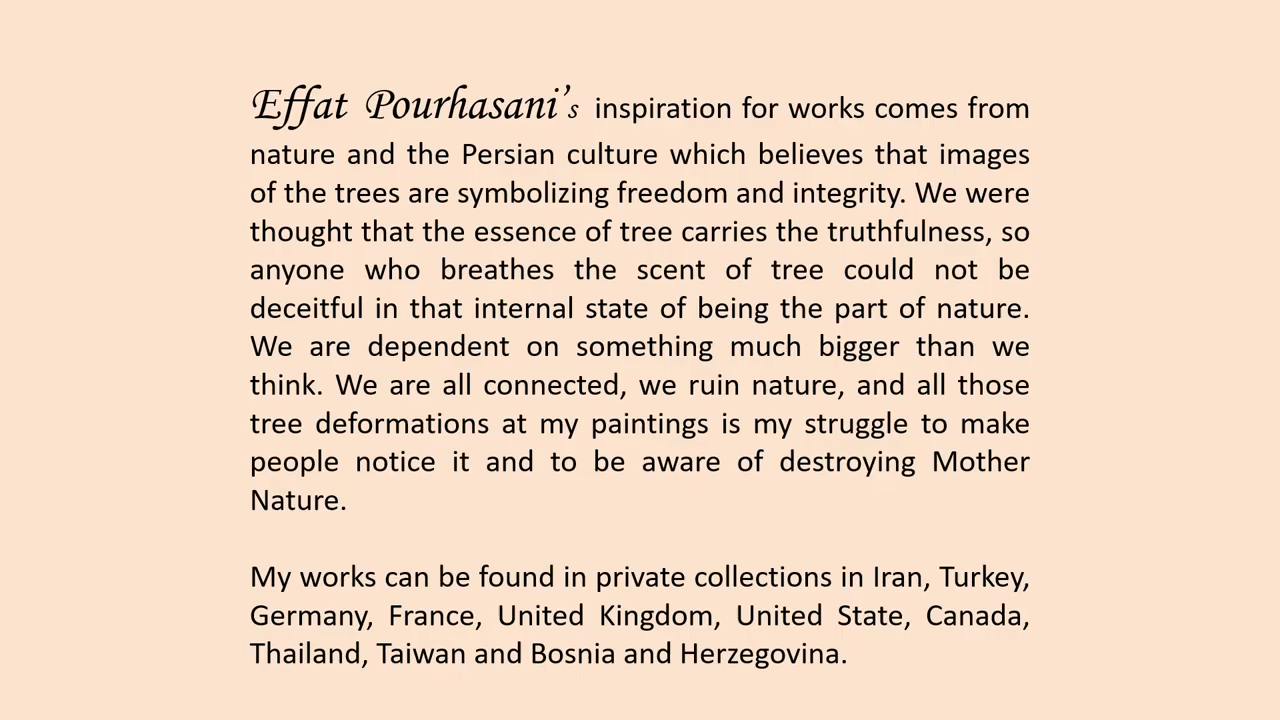 Effat Pourhasani’s inspiration for works comes from
nature and the Persian culture which believes that images
of the trees are symbolizing freedom and integrity. We were
thought that the essence of tree carries the truthfulness, so
anyone who breathes the scent of tree could not be
deceitful in that internal state of being the part of nature.
We are dependent on something much bigger than we
think. We are all connected, we ruin nature, and all those
tree deformations at my paintings is my struggle to make
people notice it and to be aware of destroying Mother
Nature.
My works can be found in private collections in Iran, Turkey,
Germany, France, United Kingdom, United State, Canada,
Thailand, Taiwan and Bosnia and Herzegovina.